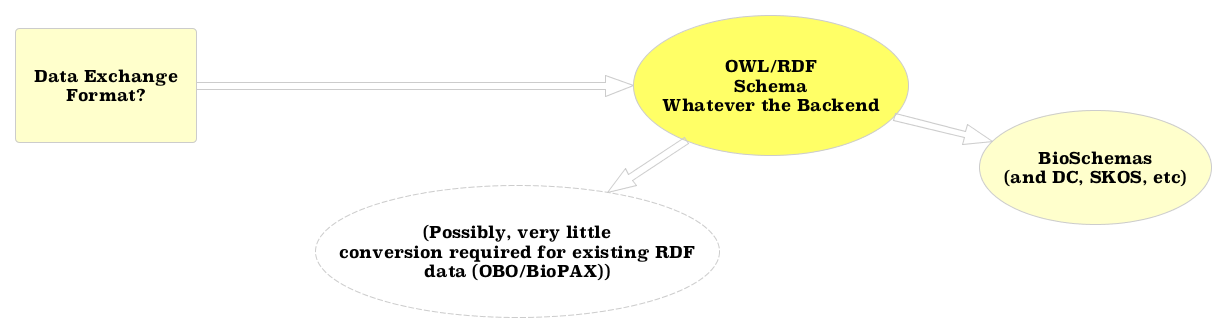 Data Exchange
Format?
OWL/RDF
Schema
Whatever the Backend
BioSchemas
(and DC, SKOS, etc)
(Possibly, very little
conversion required for existing RDF
data (OBO/BioPAX))